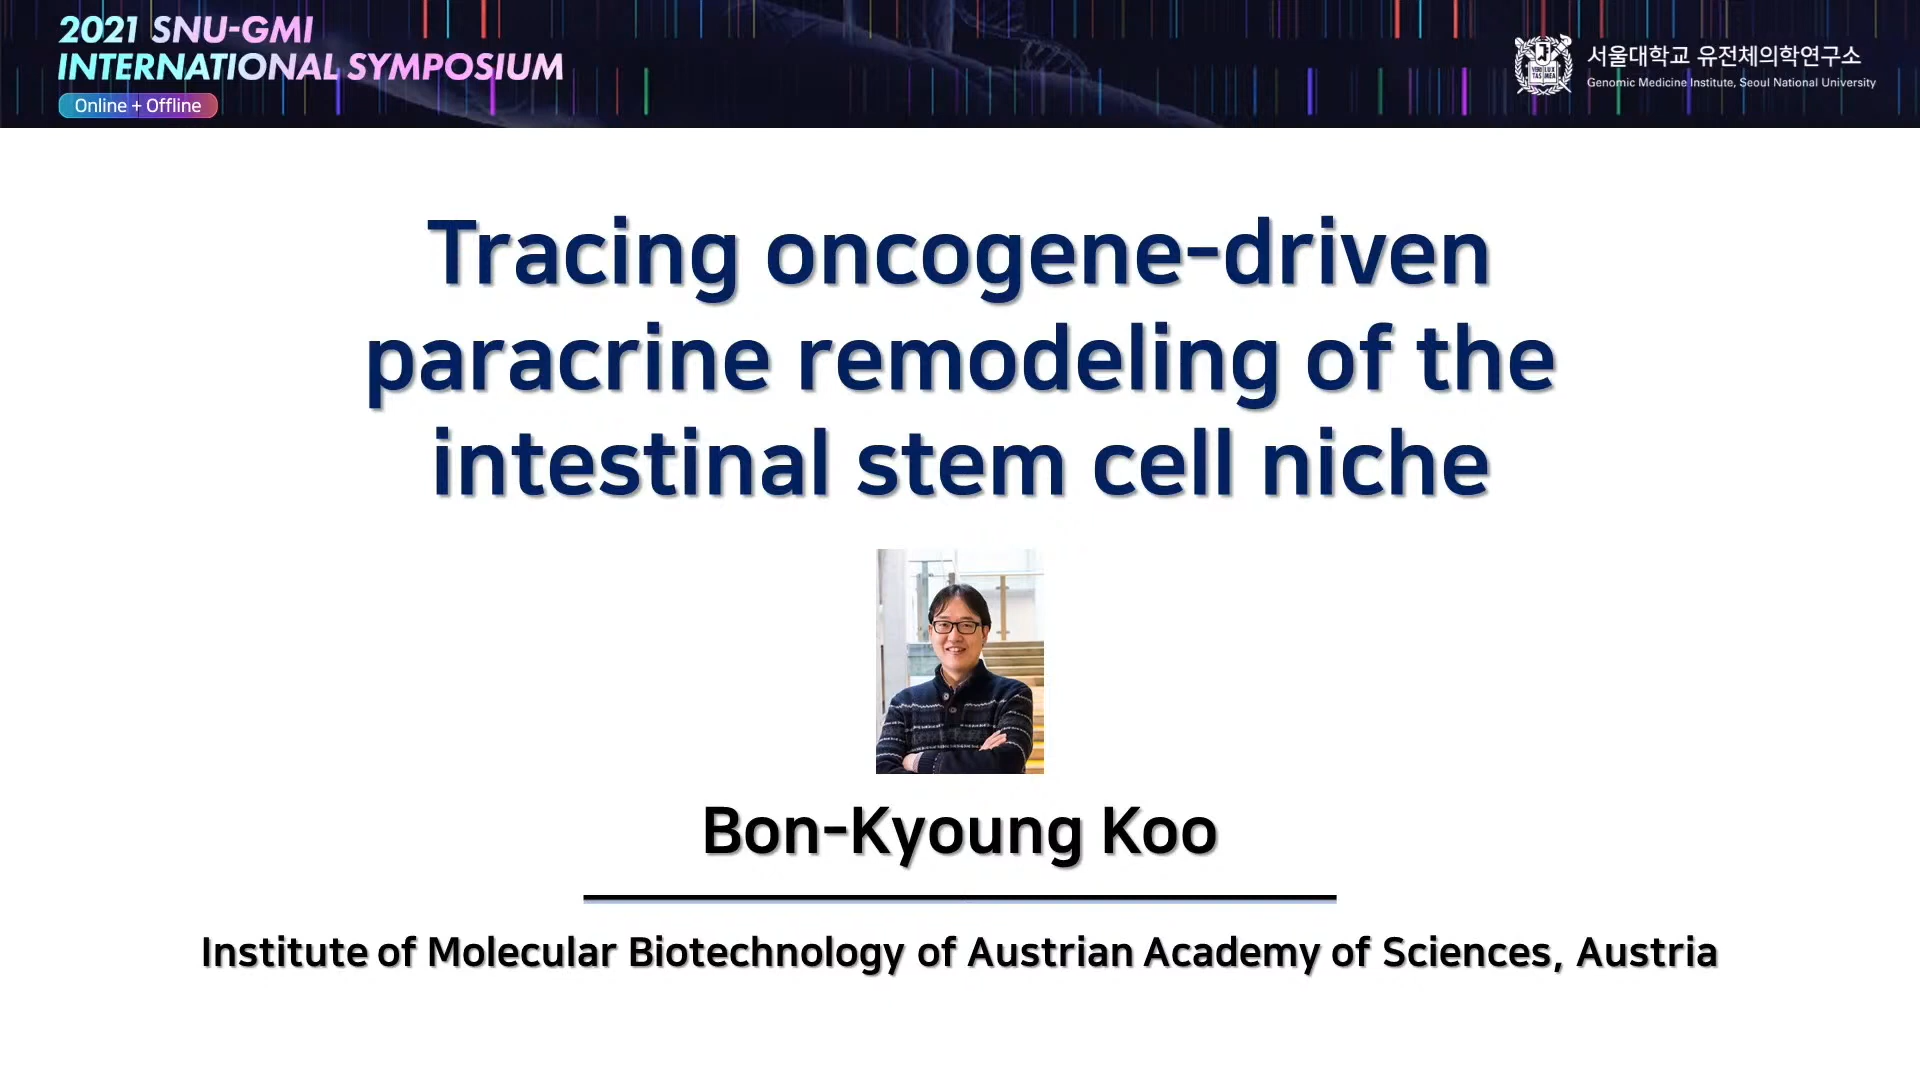 2021 SNU-GMI
INTERNATIONAL SYMPOSIUM
Online + Offline
서울대학교 유전체의학연구소
Genomic Medicine Institute, Seoul National University
Tracing oncogene-driven
paracrine remodeling of the
intestinal stem cell niche
Bon-Kyoung Koo
Institute of Molecular Biotechnology of Austrian Academy of Sciences, Austria